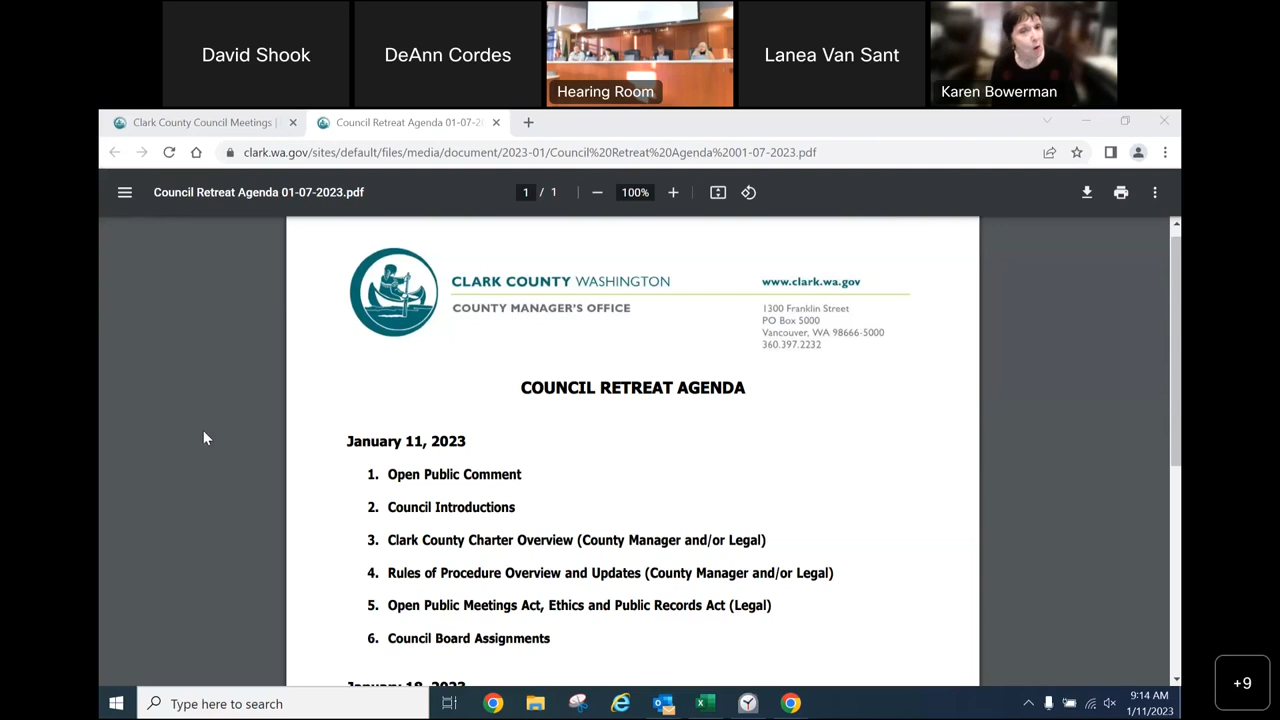 David Shook
DeAnn Cordes
Hearing Room
Lanea Van Sant
Karen Bowerman
Clark County Council Meetings |
Council Retreat Agenda 01-07-202
clark.wa.gov/sites/default/files/media/document/2023-01/Council%20Retreat%20Agenda%2001-07-2023.pdf
Council Retreat Agenda 01-07-2023.pdf
1 / 1
100%
CLARK COUNTY WASHINGTON
COUNTY MANAGER'S OFFICE
www.clark.wa.gov
1300 Franklin Street
PO Box 5000
Vancouver, WA 98666-5000
360.397.2232
COUNCIL RETREAT AGENDA
January 11, 2023
1. Open Public Comment
2. Council Introductions
3. Clark County Charter Overview (County Manager and/or Legal)
4. Rules of Procedure Overview and Updates (County Manager and/or Legal)
5. Open Public Meetings Act, Ethics and Public Records Act (Legal)
6. Council Board Assignments
January 18, 2023
Type here to search
9:14 AM
1/11/2023
+9